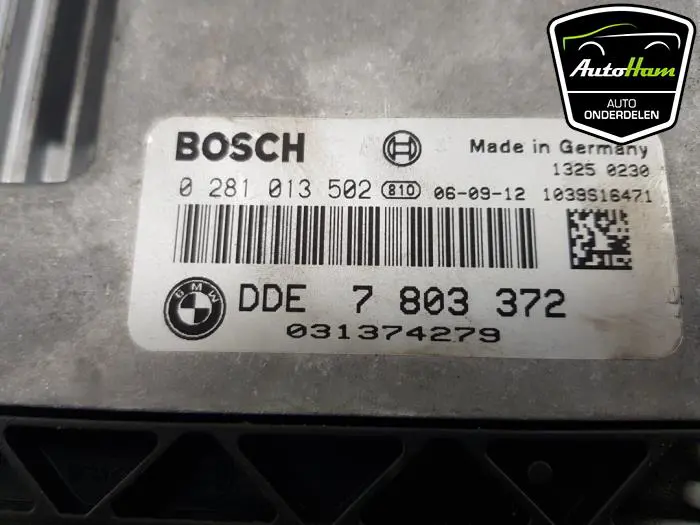 AutoHam
AUTO
ONDERDELEN
BOSCH
Made in Germany
1325 0230
0 281 013 502 810 06-09-12 1039S16471
BMW
DDE 7 803 372
031374279